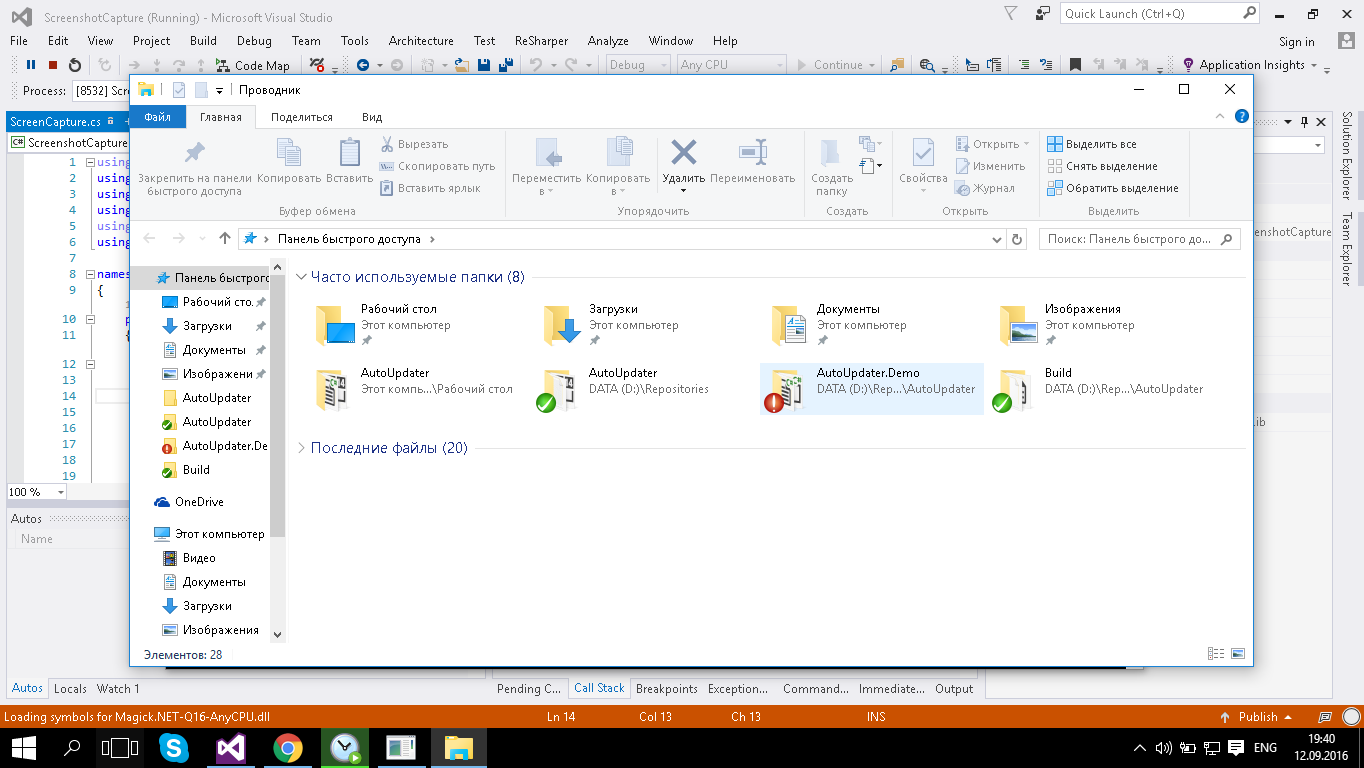 ScreenshotCapture (Running) - Microsoft Visual Studio
Quick Launch (Ctrl+Q)
File Edit View Project Build Debug Team Tools Architecture Test ReSharper Analyze Window Help
Sign in
Code Map Debug Any CPU Continue Application Insights
Process: [8532] Scre
ScreenCapture.cs
C# ScreenshotCapture
1 using
2 using
3 using
4 using
5 using
6 using
7
8 names
9 {
10 p
11 {
12
13
14
15
16
17
18
19
100 %
Autos
Name
Проводник
Файл Главная Поделиться Вид
Закрепить на панели быстрого доступа
Копировать
Вставить
Вырезать
Скопировать путь
Вставить ярлык
Буфер обмена
Переместить в
Копировать в
Удалить
Переименовать
Упорядочить
Создать папку
Создать
Свойства
Открыть
Изменить
Журнал
Открыть
Выделить все
Снять выделение
Обратить выделение
Выделить
Панель быстрого доступа
Поиск: Панель быстрого до...
Панель быстрого
Рабочий сто.
Загрузки
Документы
Изображени
AutoUpdater
AutoUpdater
AutoUpdater.De
Build
OneDrive
Этот компьютер
Видео
Документы
Загрузки
Изображения
Часто используемые папки (8)
Рабочий стол
Этот компьютер
Загрузки
Этот компьютер
Документы
Этот компьютер
Изображения
Этот компьютер
AutoUpdater
Этот компь...\Рабочий стол
AutoUpdater
DATA (D:)\Repositories
AutoUpdater.Demo
DATA (D:)\Rep...\AutoUpdater
Build
DATA (D:)\Rep...\AutoUpdater
Последние файлы (20)
Элементов: 28
Solution Explorer
Team Explorer
enshotCapture
ib
Autos Locals Watch 1
Pending C... Call Stack Breakpoints Exception... Command... Immediate... Output
Loading symbols for Magick.NET-Q16-AnyCPU.dll Ln 14 Col 13 Ch 13 INS Publish
ENG
19:40
12.09.2016